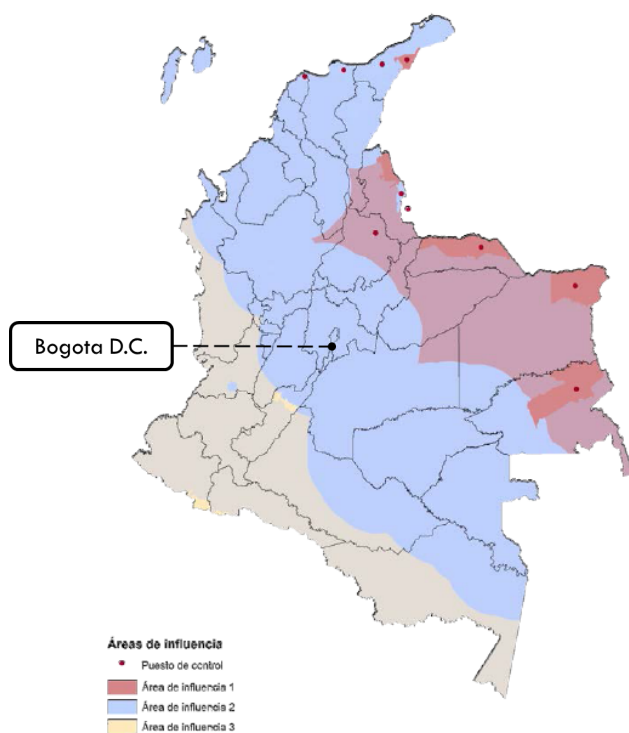 Bogota D.C.
Áreas de influencia
Puesto de control
Área de influencia 1
Área de influencia 2
Área de influencia 3